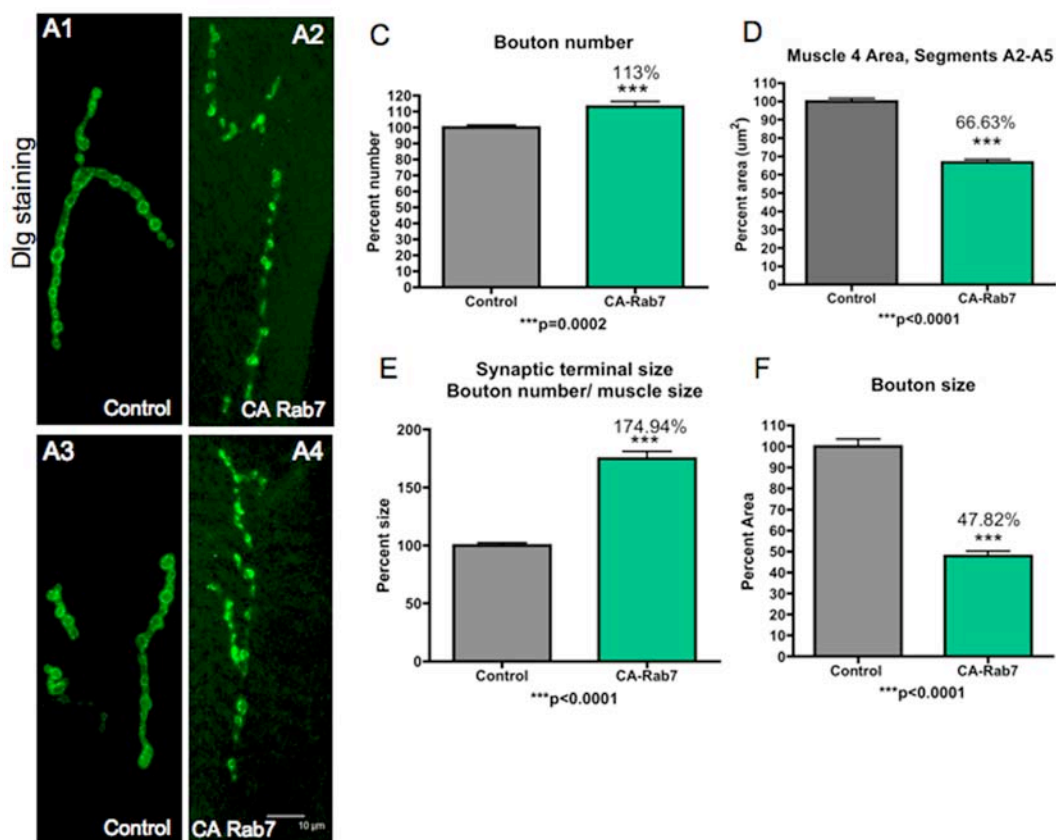 A1
A2
Dlg staining
Control
CA Rab7
A3
A4
Control
CA Rab7
10 µm
C
Bouton number
113%
***
Percent number
120
110
100
90
80
70
60
50
40
30
20
10
0
Control
CA-Rab7
***p=0.0002
D
Muscle 4 Area, Segments A2-A5
66.63%
***
Percent area (um²)
110
100
90
80
70
60
50
40
30
20
10
0
Control
CA-Rab7
***p<0.0001
E
Synaptic terminal size
Bouton number/ muscle size
174.94%
***
Percent size
200
150
100
50
0
Control
CA-Rab7
***p<0.0001
F
Bouton size
47.82%
***
Percent Area
110
100
90
80
70
60
50
40
30
20
10
0
Control
CA-Rab7
***p<0.0001